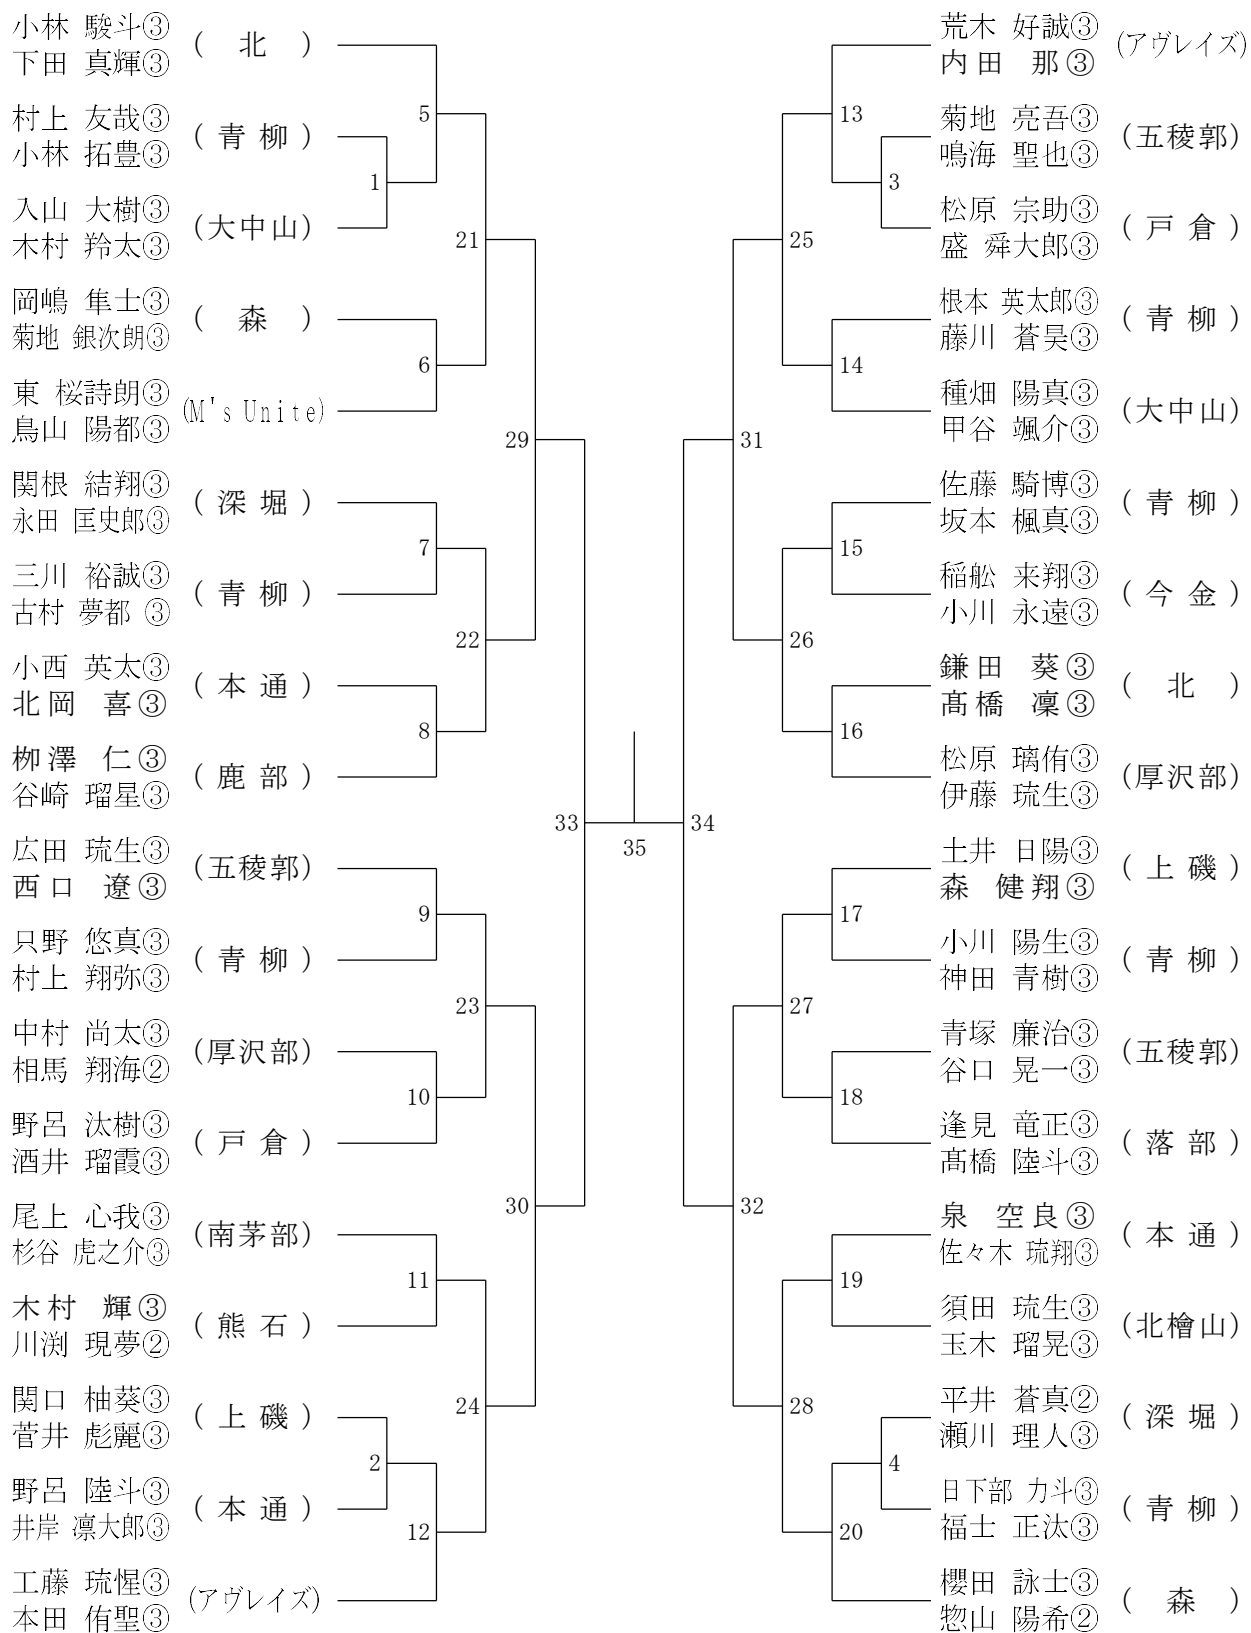 小林 駿斗③
下田 真輝③
( 北 )
村上 友哉③
小林 拓豊③
( 青 柳 )
入山 大樹③
木村 羚太③
(大中山)
岡嶋 隼士③
菊地 銀次朗③
( 森 )
東 桜詩朗③
鳥山 陽都③
(M's Unite)
関根 結翔③
永田 匡史郎③
( 深 堀 )
三川 裕誠③
古村 夢都 ③
( 青 柳 )
小西 英太③
北岡 喜③
( 本 通 )
栁澤 仁③
谷崎 瑠星③
( 鹿 部 )
広田 琉生③
西口 遼③
(五稜郭)
只野 悠真③
村上 翔弥③
( 青 柳 )
中村 尚太③
相馬 翔海②
(厚沢部)
野呂 汰樹③
酒井 瑠霞③
( 戸 倉 )
尾上 心我③
杉谷 虎之介③
(南茅部)
木村 輝③
川渕 現夢②
( 熊 石 )
関口 柚葵③
菅井 彪麗③
( 上 磯 )
野呂 陸斗③
井岸 凛大郎③
( 本 通 )
工藤 琉惺③
本田 侑聖③
(アヴレイズ)
1
2
5
6
7
8
9
10
11
12
21
22
23
24
29
30
33
35
34
31
32
25
26
27
28
13
14
15
16
17
18
19
20
3
4
荒木 好誠③
内田 那③
(アヴレイズ)
菊地 亮吾③
鳴海 聖也③
(五稜郭)
松原 宗助③
盛 舜大郎③
( 戸 倉 )
根本 英太郎③
藤川 蒼昊③
( 青 柳 )
種畑 陽真③
甲谷 颯介③
(大中山)
佐藤 騎博③
坂本 楓真③
( 青 柳 )
稲舩 来翔③
小川 永遠③
( 今 金 )
鎌田 葵③
髙橋 凜③
( 北 )
松原 璃侑③
伊藤 琉生③
(厚沢部)
土井 日陽③
森 健翔③
( 上 磯 )
小川 陽生③
神田 青樹③
( 青 柳 )
青塚 廉治③
谷口 晃一③
(五稜郭)
逢見 竜正③
髙橋 陸斗③
( 落 部 )
泉 空良③
佐々木 琉翔③
( 本 通 )
須田 琉生③
玉木 瑠晃③
(北檜山)
平井 蒼真②
瀬川 理人③
( 深 堀 )
日下部 力斗③
福士 正汰③
( 青 柳 )
櫻田 詠士③
惣山 陽希②
( 森 )